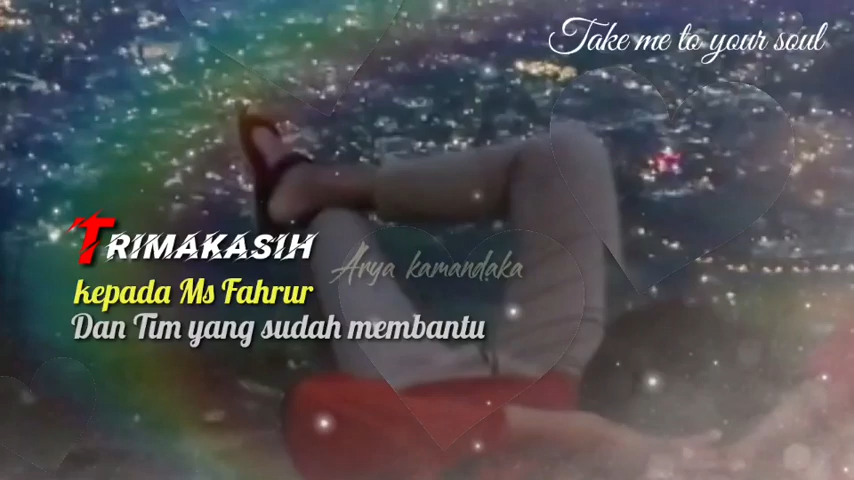 Take me to your soul
TRIMAKASIH
Arya kamandaka
kepada Ms Fahrur
Dan Tim yang sudah membantu